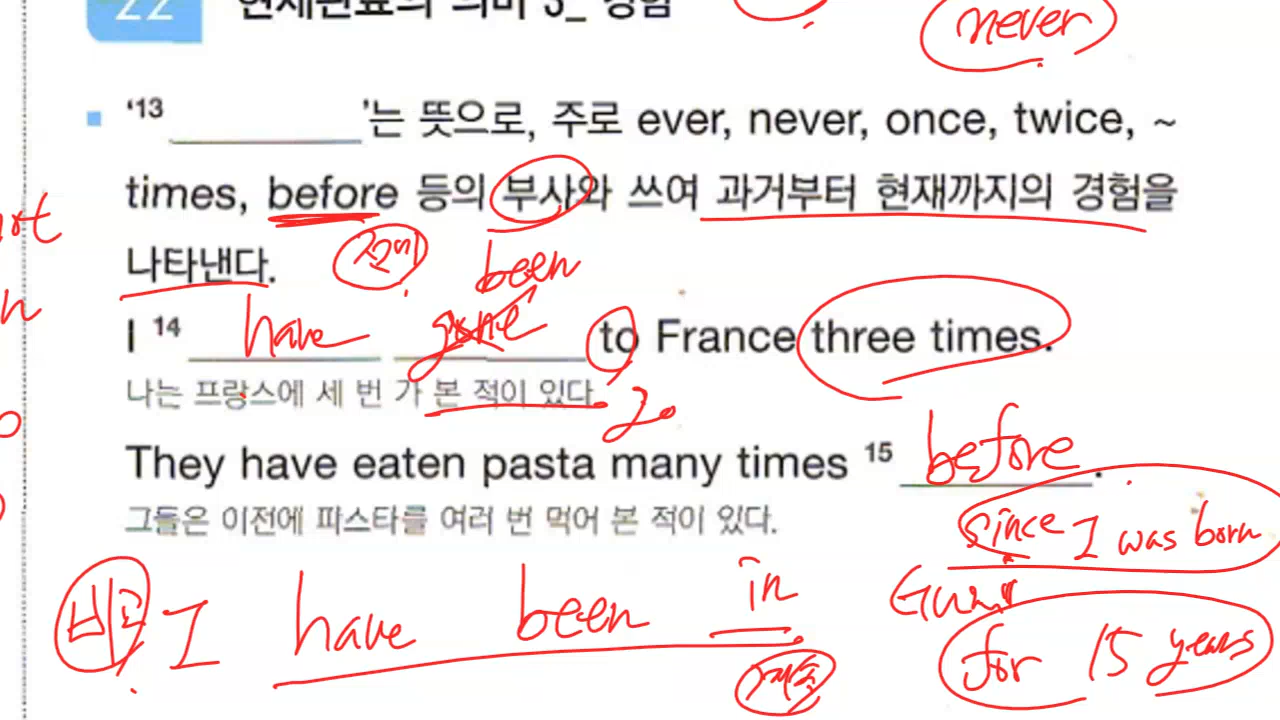 22 현재완료의 의미 3_ 경험
never
'13 ________'는 뜻으로, 주로 ever, never, once, twice, ~
times, before 등의 부사와 쓰여 과거부터 현재까지의 경험을
나타낸다.
전에
been
I 14 have gone to France three times.
나는 프랑스에 세 번 가 본 적이 있다.
They have eaten pasta many times 15 before.
그들은 이전에 파스타를 여러 번 먹어 본 적이 있다.
since I was born
비교 I have been in
계속
for 15 years